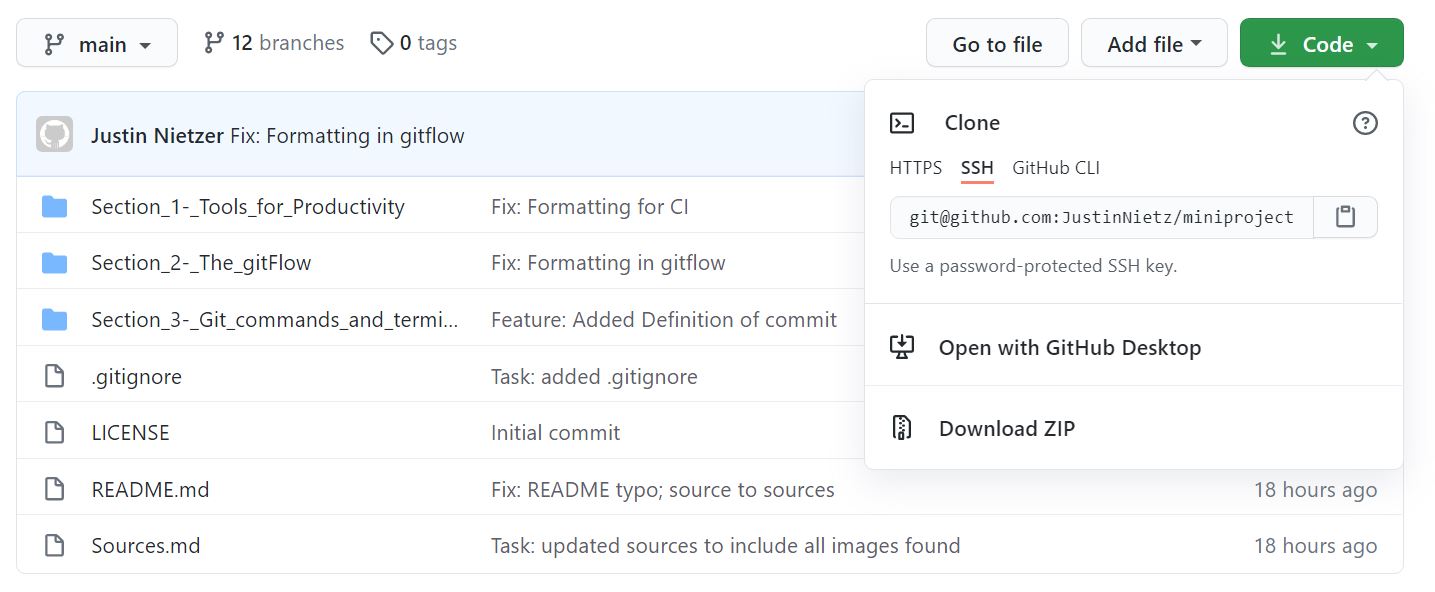 main 12 branches 0 tags Go to file Add file Code
Justin Nietzer Fix: Formatting in gitflow
Clone
HTTPS SSH GitHub CLI
git@github.com:JustinNietz/miniproject
Use a password-protected SSH key.
Open with GitHub Desktop
Download ZIP
Section_1-_Tools_for_Productivity Fix: Formatting for CI
Section_2-_The_gitFlow Fix: Formatting in gitflow
Section_3-_Git_commands_and_termi... Feature: Added Definition of commit
.gitignore Task: added .gitignore
LICENSE Initial commit
README.md Fix: README typo; source to sources 18 hours ago
Sources.md Task: updated sources to include all images found 18 hours ago